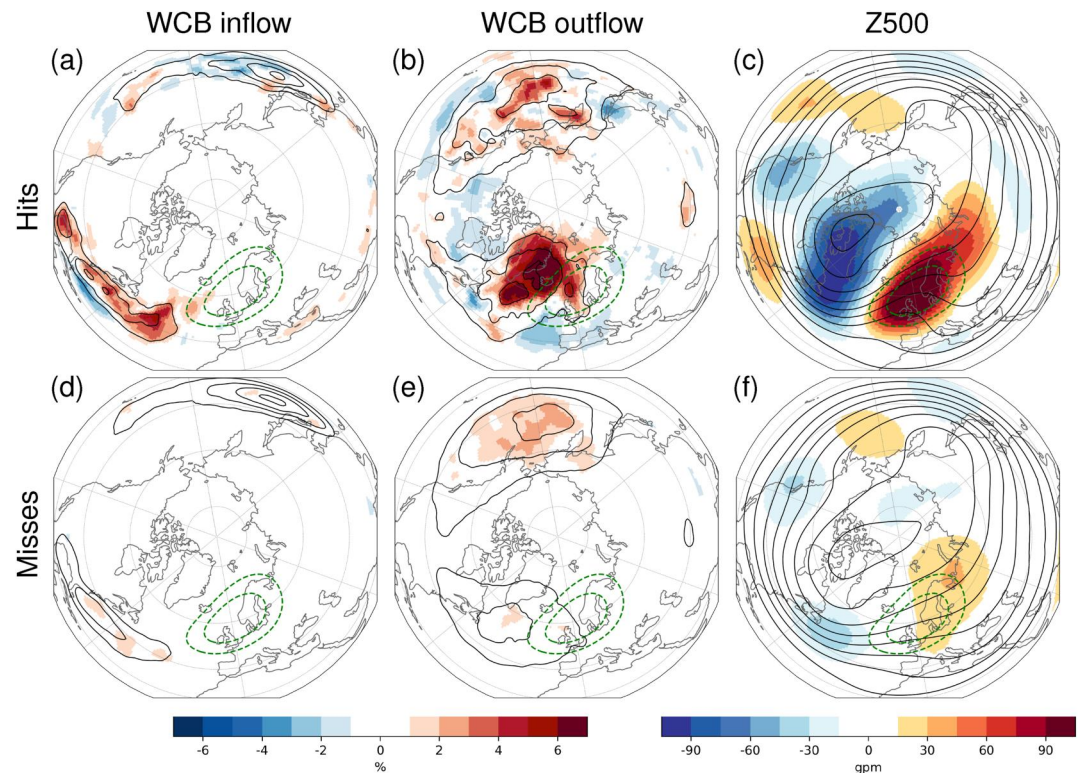 WCB inflow WCB outflow Z500
(a) (b) (c)
Hits
(d) (e) (f)
Misses
-6 -4 -2 0 2 4 6
%
-90 -60 -30 0 30 60 90
gpm